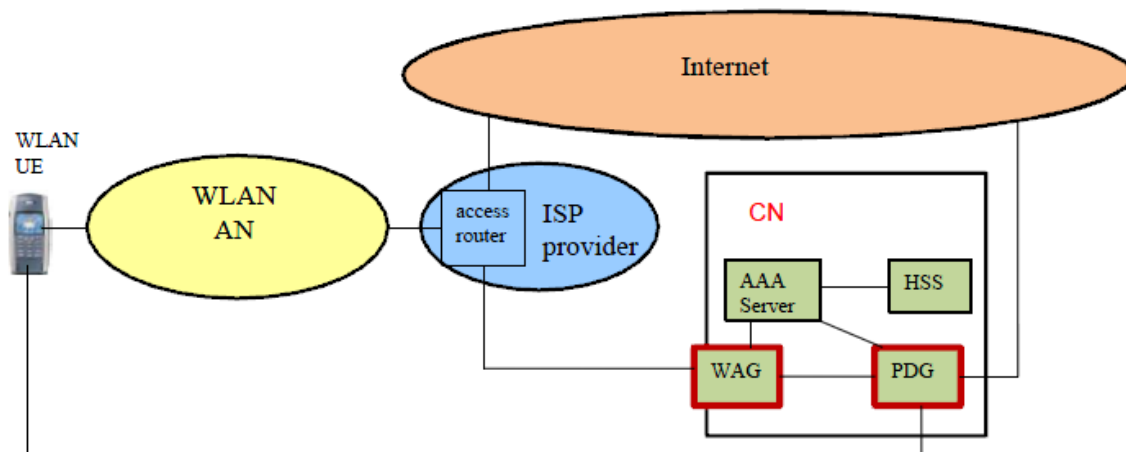 Internet
WLAN
UE
WLAN
AN
access
router
ISP
provider
CN
AAA
Server
HSS
WAG
PDG